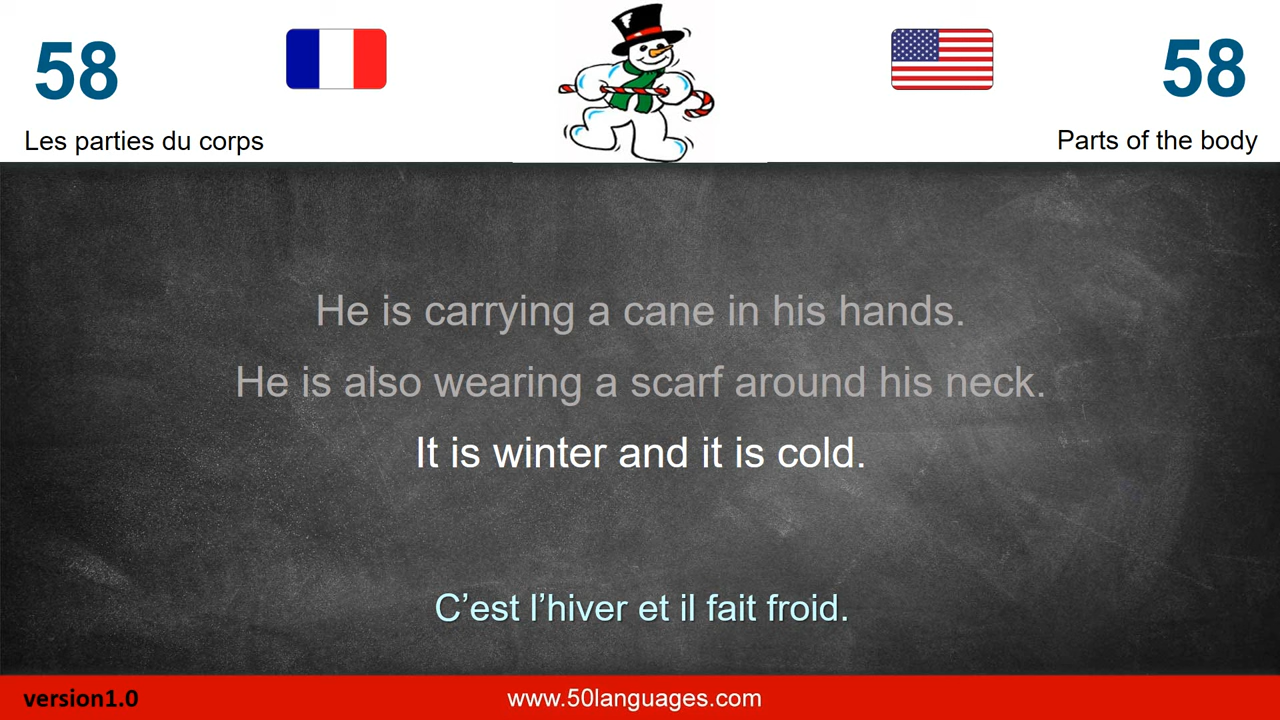 58
58
Les parties du corps
Parts of the body
He is carrying a cane in his hands.
He is also wearing a scarf around his neck.
It is winter and it is cold.
C’est l’hiver et il fait froid.
version1.0
www.50languages.com